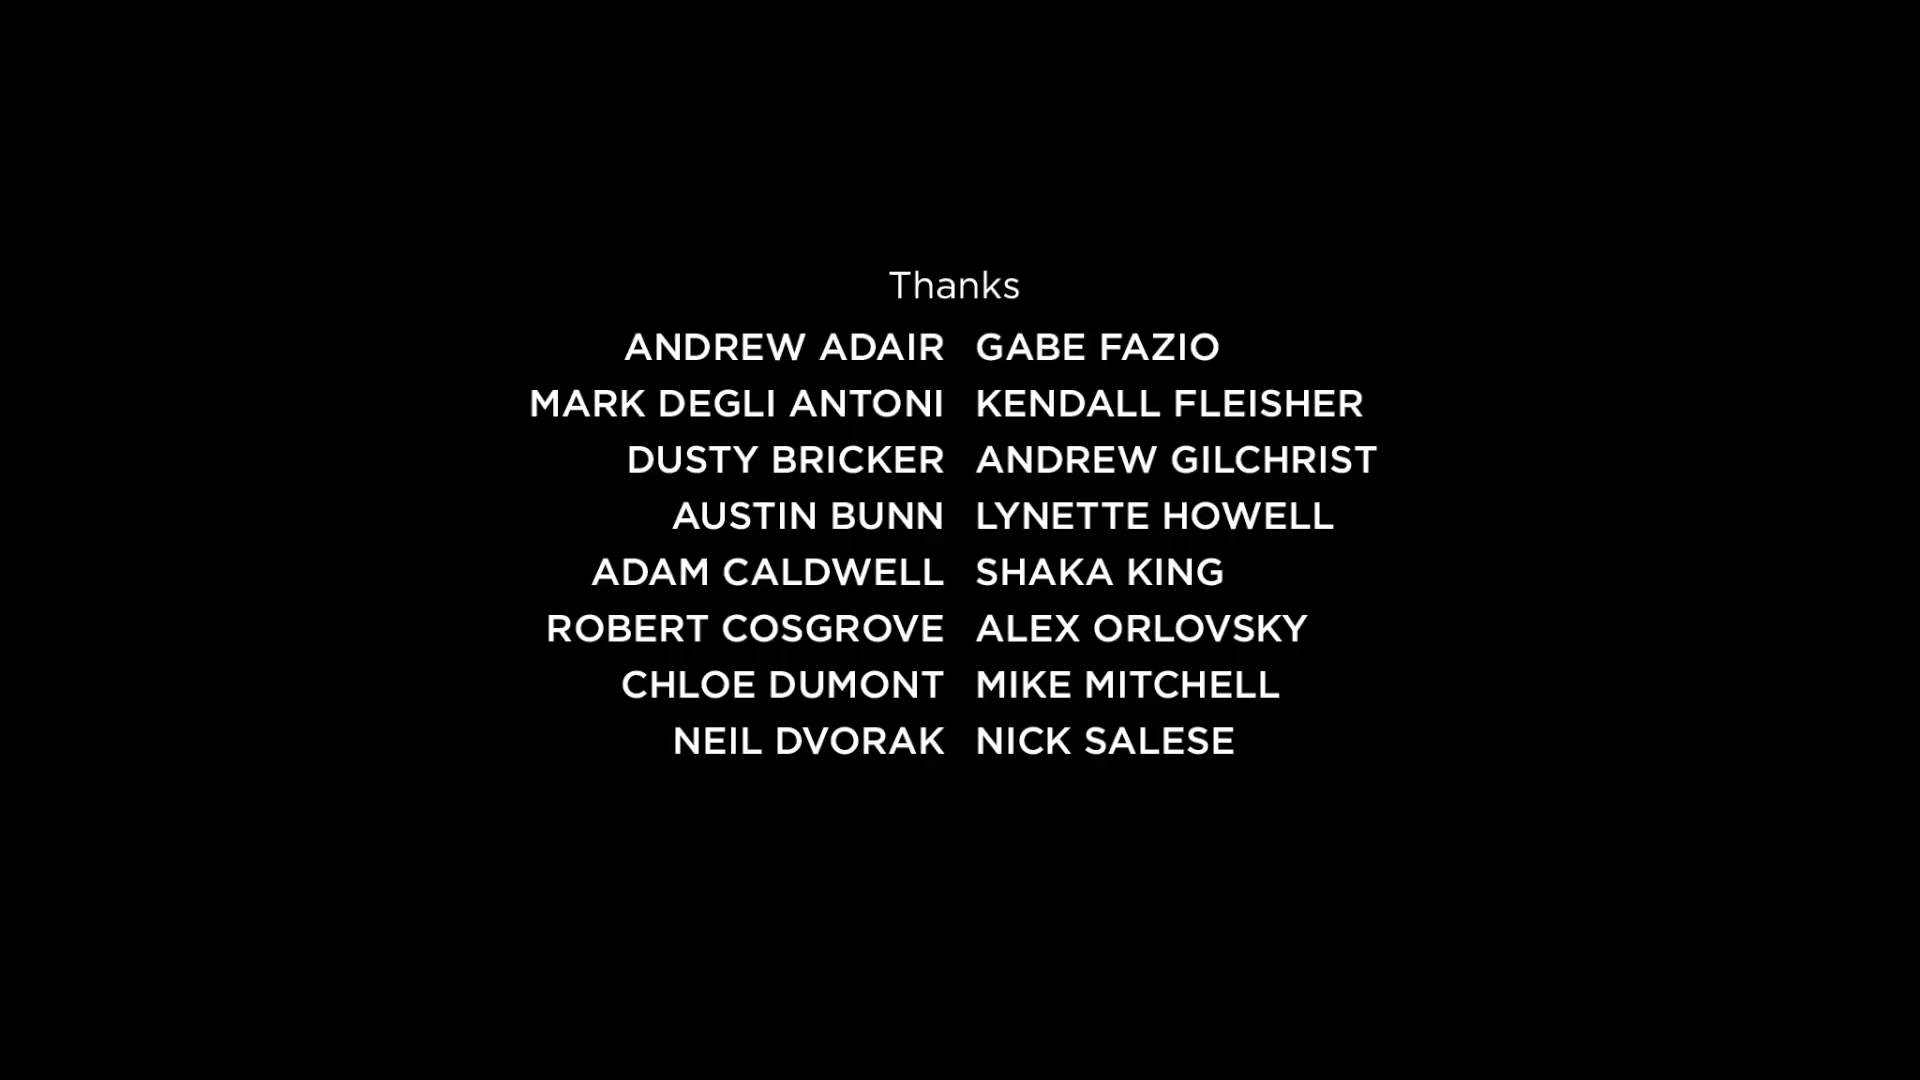 Thanks
ANDREW ADAIR GABE FAZIO
MARK DEGLI ANTONI KENDALL FLEISHER
DUSTY BRICKER ANDREW GILCHRIST
AUSTIN BUNN LYNETTE HOWELL
ADAM CALDWELL SHAKA KING
ROBERT COSGROVE ALEX ORLOVSKY
CHLOE DUMONT MIKE MITCHELL
NEIL DVORAK NICK SALESE